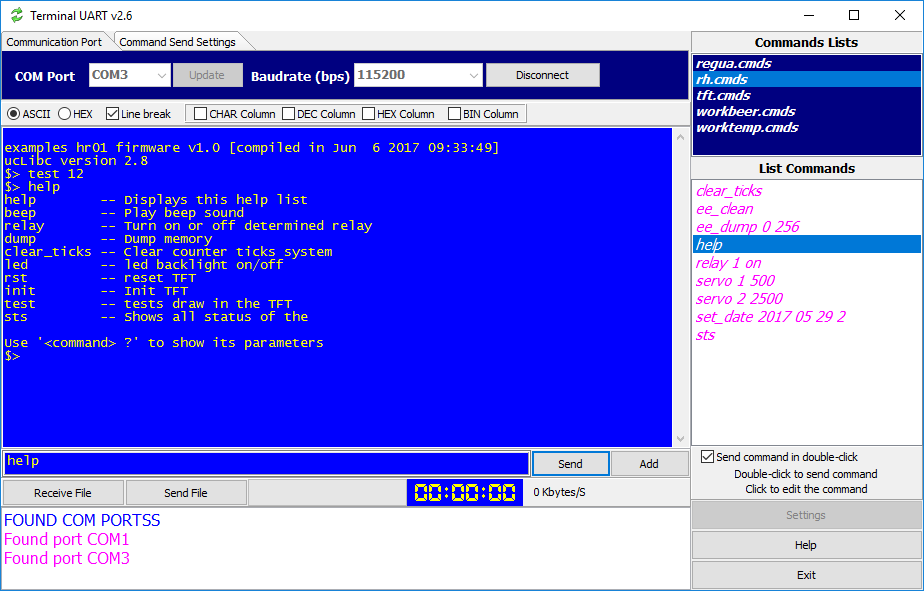 Terminal UART v2.6
Communication Port
Command Send Settings
COM Port COM3 Update Baudrate (bps) 115200 Disconnect
ASCII HEX Line break CHAR Column DEC Column HEX Column BIN Column
examples hr01 firmware v1.0 [compiled in Jun  6 2017 09:33:49]
ucLibc version 2.8
$> test 12
$> help
help        -- Displays this help list
beep        -- Play beep sound
relay       -- Turn on or off determined relay
dump        -- Dump memory
clear_ticks -- Clear counter ticks system
led         -- led backlight on/off
rst         -- reset TFT
init        -- Init TFT
test        -- tests draw in the TFT
sts         -- Shows all status of the
Use '<command> ?' to show its parameters
$>
help
Send Add
Receive File Send File 00:00:00 0 Kbytes/S
FOUND COM PORTSS
Found port COM1
Found port COM3
Commands Lists
regua.cmds
rh.cmds
tft.cmds
workbeer.cmds
worktemp.cmds
List Commands
clear_ticks
ee_clean
ee_dump 0 256
help
relay 1 on
servo 1 500
servo 2 2500
set_date 2017 05 29 2
sts
Send command in double-click
Double-click to send command
Click to edit the command
Settings
Help
Exit